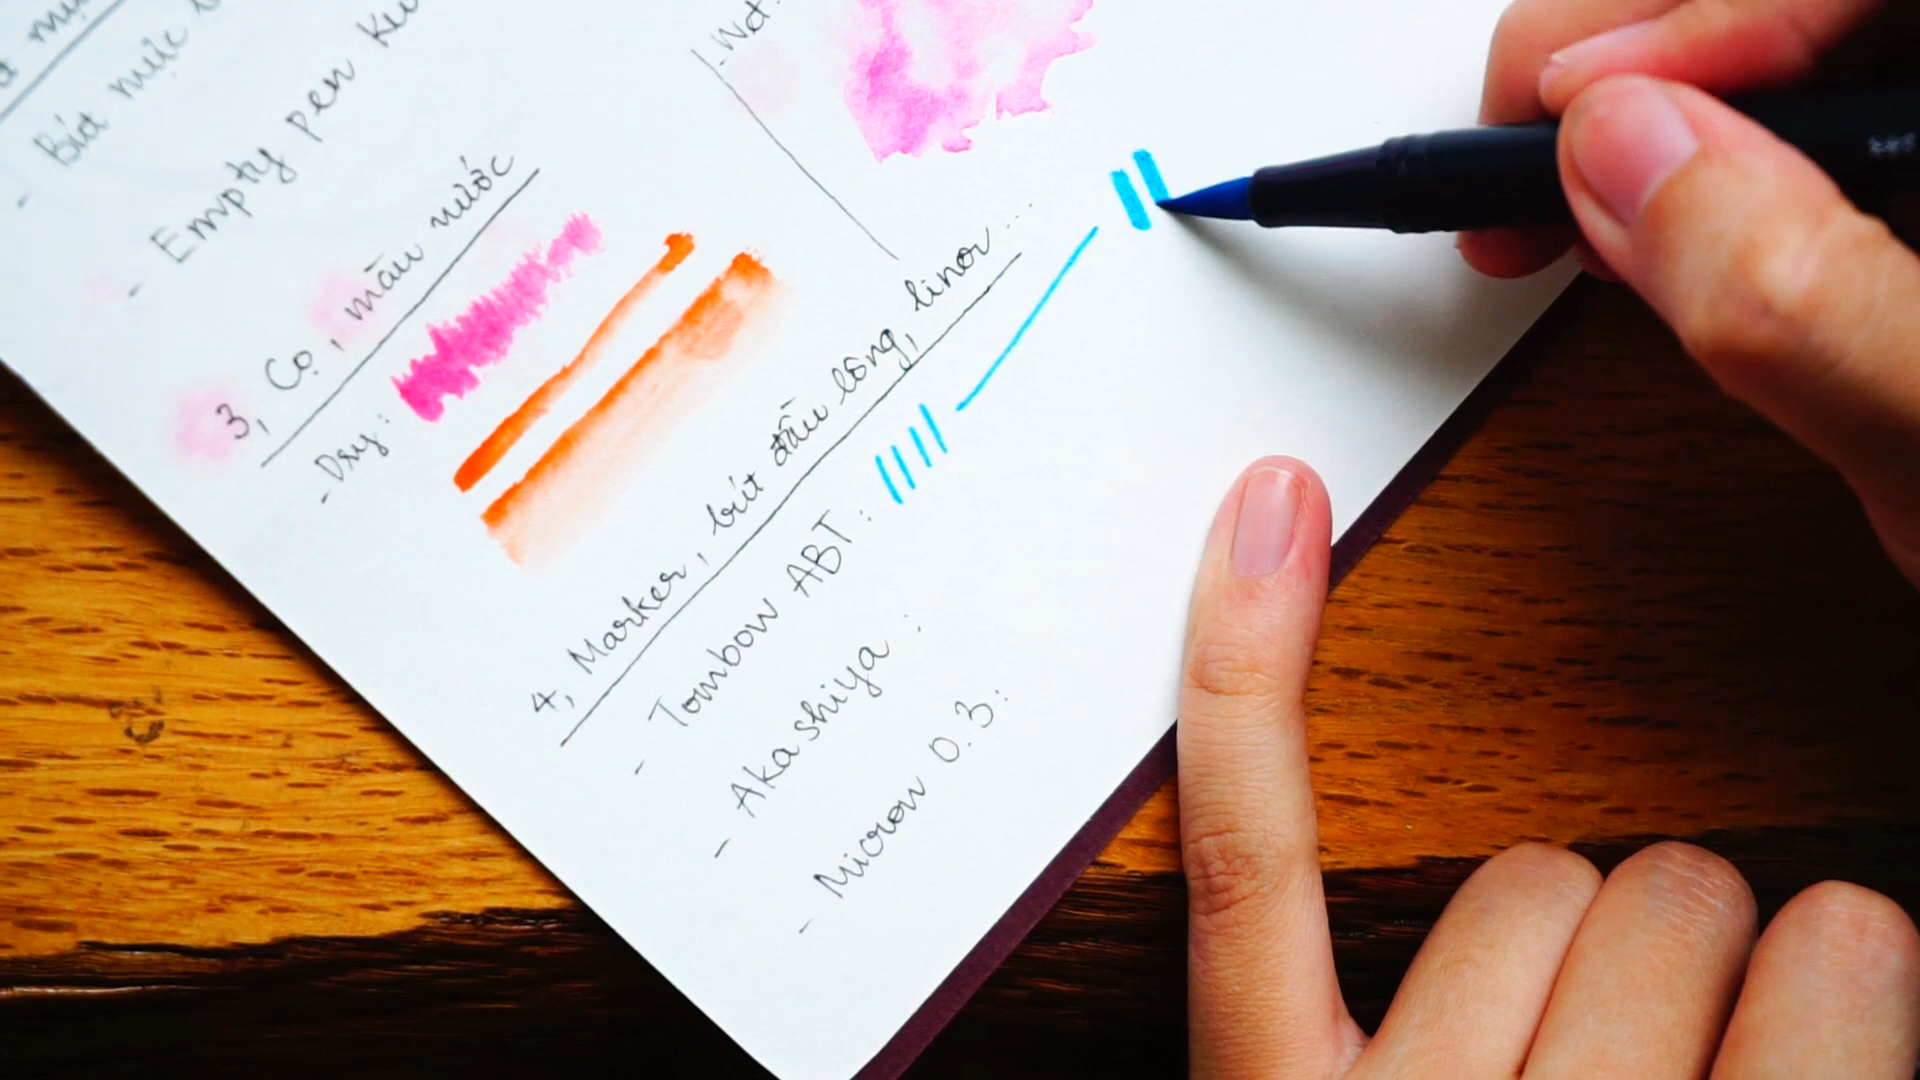 - Bút mực
- Empty pen
3, Cọ, màu nước
- Dry:
Wet:
4, Marker, bút đầu lông, liner...
- Tombow ABT:
- Akashiya :
- Micron 0.3: